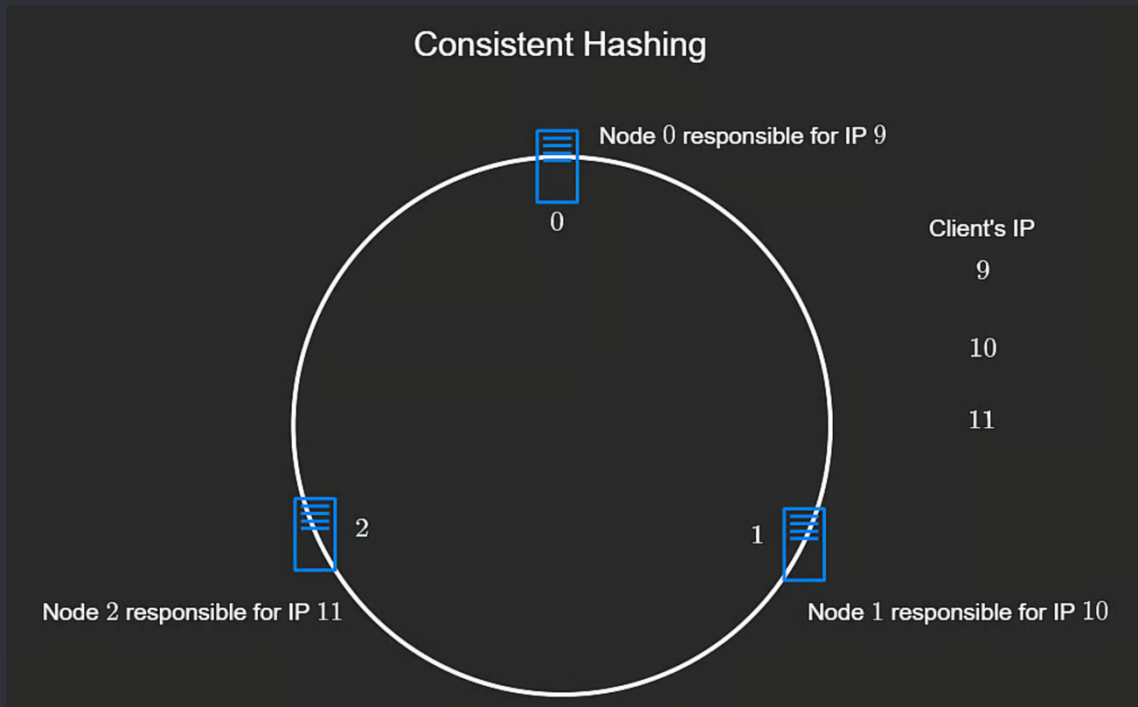 Consistent Hashing
Node 0 responsible for IP 9
0
Client's IP
9
10
11
2
1
Node 2 responsible for IP 11
Node 1 responsible for IP 10